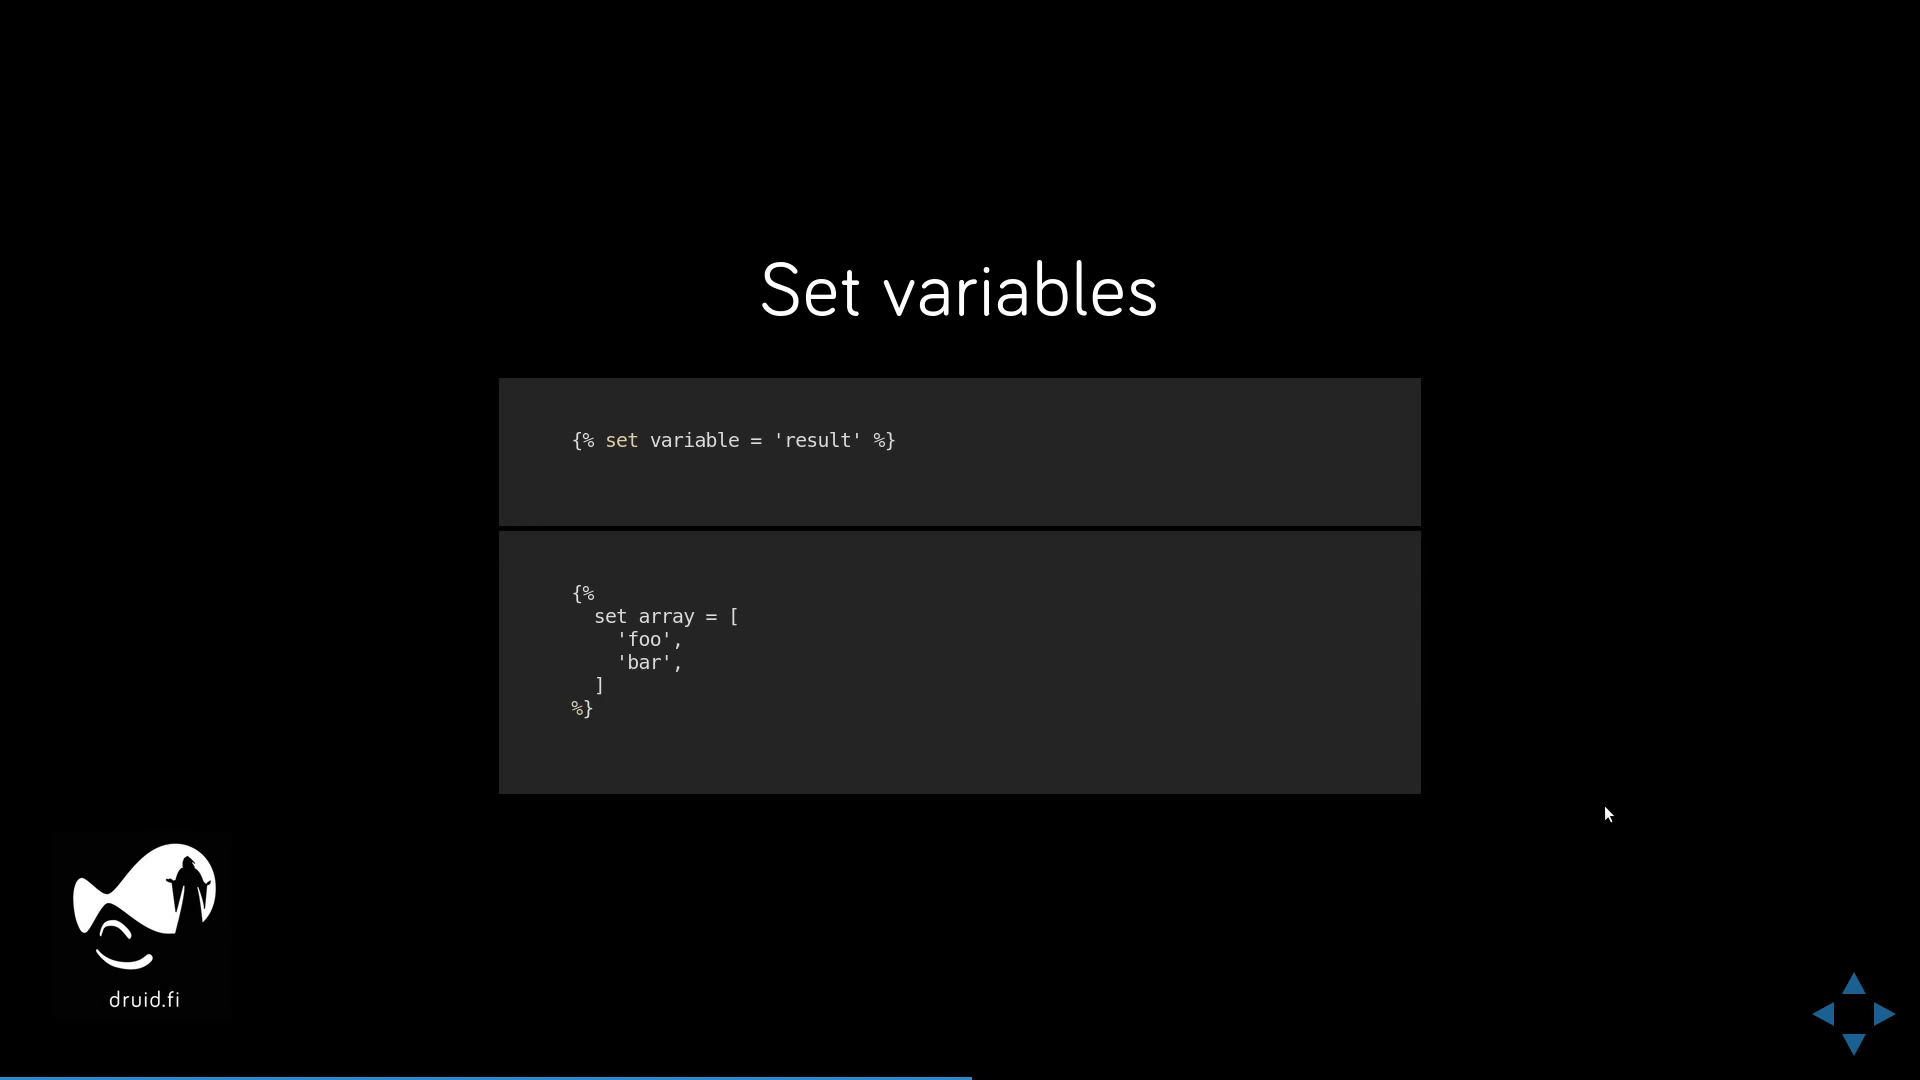 Set variables
{% set variable = 'result' %}
{%
  set array = [
    'foo',
    'bar',
  ]
%}
druid.fi